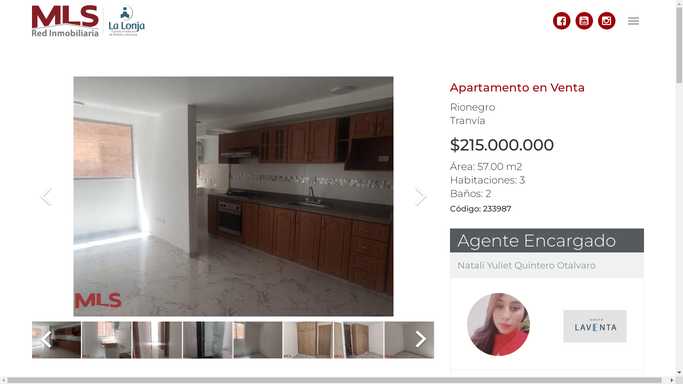 MLS
Red Inmobiliaria
La Lonja
Apartamento en Venta
Rionegro
Tranvía
$215.000.000
Área: 57.00 m2
Habitaciones: 3
Baños: 2
Código: 233987
MLS
Agente Encargado
Natali Yuliet Quintero Otalvaro
LAVENTA